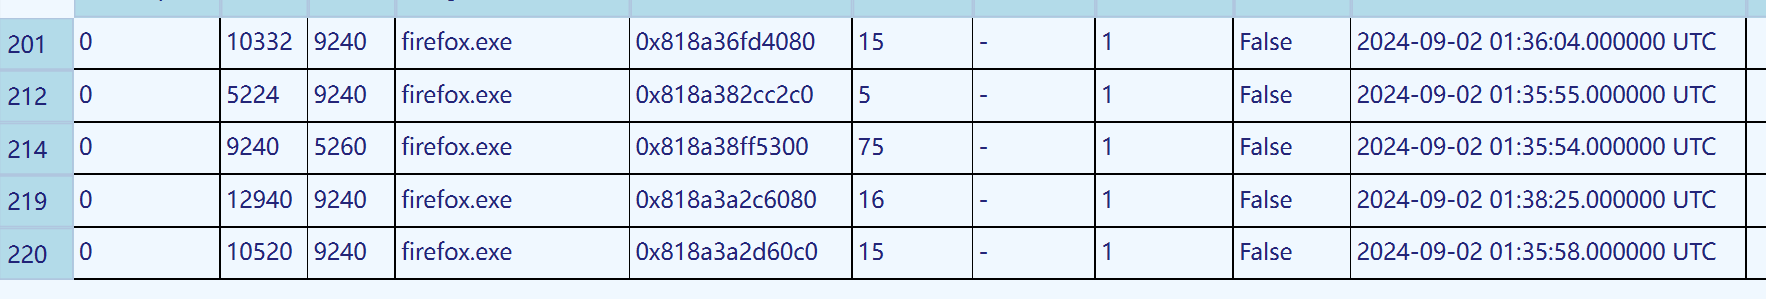 201 0 10332 9240 firefox.exe 0x818a36fd4080 15 - 1 False 2024-09-02 01:36:04.000000 UTC
212 0 5224 9240 firefox.exe 0x818a382cc2c0 5 - 1 False 2024-09-02 01:35:55.000000 UTC
214 0 9240 5260 firefox.exe 0x818a38ff5300 75 - 1 False 2024-09-02 01:35:54.000000 UTC
219 0 12940 9240 firefox.exe 0x818a3a2c6080 16 - 1 False 2024-09-02 01:38:25.000000 UTC
220 0 10520 9240 firefox.exe 0x818a3a2d60c0 15 - 1 False 2024-09-02 01:35:58.000000 UTC